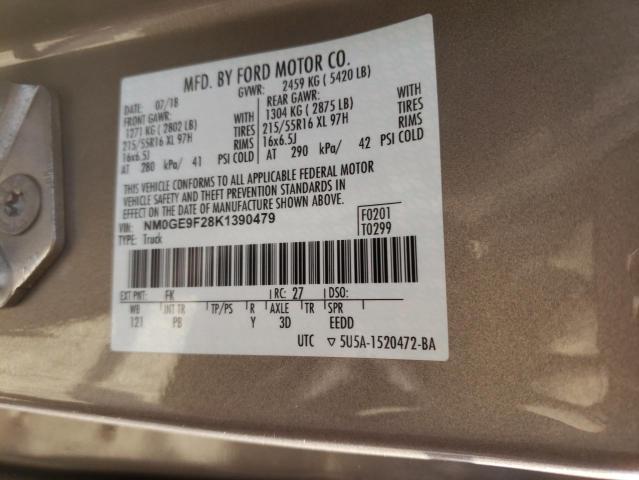 MFD. BY FORD MOTOR CO.
DATE: 07/18 GVWR: 2459 KG ( 5420 LB)
FRONT GAWR: REAR GAWR:
1271 KG ( 2802 LB) WITH 1304 KG ( 2875 LB) WITH
215/55R16 XL 97H TIRES 215/55R16 XL 97H TIRES
16x6.5J RIMS 16x6.5J RIMS
AT 280 kPa/ 41 PSI COLD AT 290 kPa/ 42 PSI COLD
THIS VEHICLE CONFORMS TO ALL APPLICABLE FEDERAL MOTOR
VEHICLE SAFETY AND THEFT PREVENTION STANDARDS IN
EFFECT ON THE DATE OF MANUFACTURE SHOWN ABOVE.
VIN: NM0GE9F28K1390479 F0201
TYPE: Truck T0299
EXT PNT: FK RC: 27 DSO:
WB INT TR TP/PS R AXLE TR SPR
121 PB Y 3D EEDD
UTC ▽ 5U5A-1520472-BA